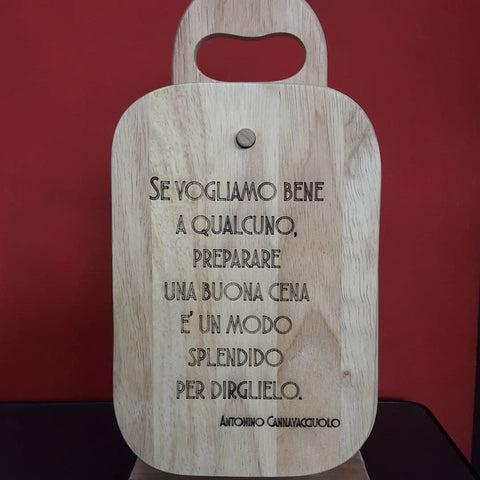 SE VOGLIAMO BENE
A QUALCUNO,
PREPARARE
UNA BUONA CENA
E' UN MODO
SPLENDIDO
PER DIRGLIELO.
ANTONINO CANNAVACCIUOLO